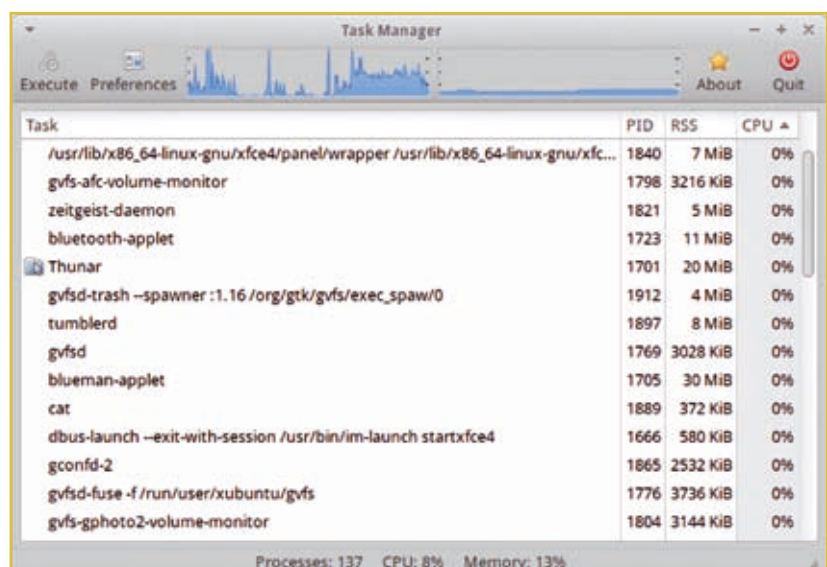 Task Manager
Execute Preferences About Quit
Task PID RSS CPU
/usr/lib/x86_64-linux-gnu/xfce4/panel/wrapper /usr/lib/x86_64-linux-gnu/xfc... 1840 7 MiB 0%
gvfs-afc-volume-monitor 1798 3216 KiB 0%
zeitgeist-daemon 1821 5 MiB 0%
bluetooth-applet 1723 11 MiB 0%
Thunar 1701 20 MiB 0%
gvfsd-trash --spawner :1.16 /org/gtk/gvfs/exec_spaw/0 1912 4 MiB 0%
tumblerd 1897 8 MiB 0%
gvfsd 1769 3028 KiB 0%
blueman-applet 1705 30 MiB 0%
cat 1889 372 KiB 0%
dbus-launch --exit-with-session /usr/bin/im-launch startxfce4 1666 580 KiB 0%
gconfd-2 1865 2532 KiB 0%
gvfsd-fuse -f /run/user/xubuntu/gvfs 1776 3736 KiB 0%
gvfs-gphoto2-volume-monitor 1804 3144 KiB 0%
Processes: 137 CPU: 8% Memory: 13%